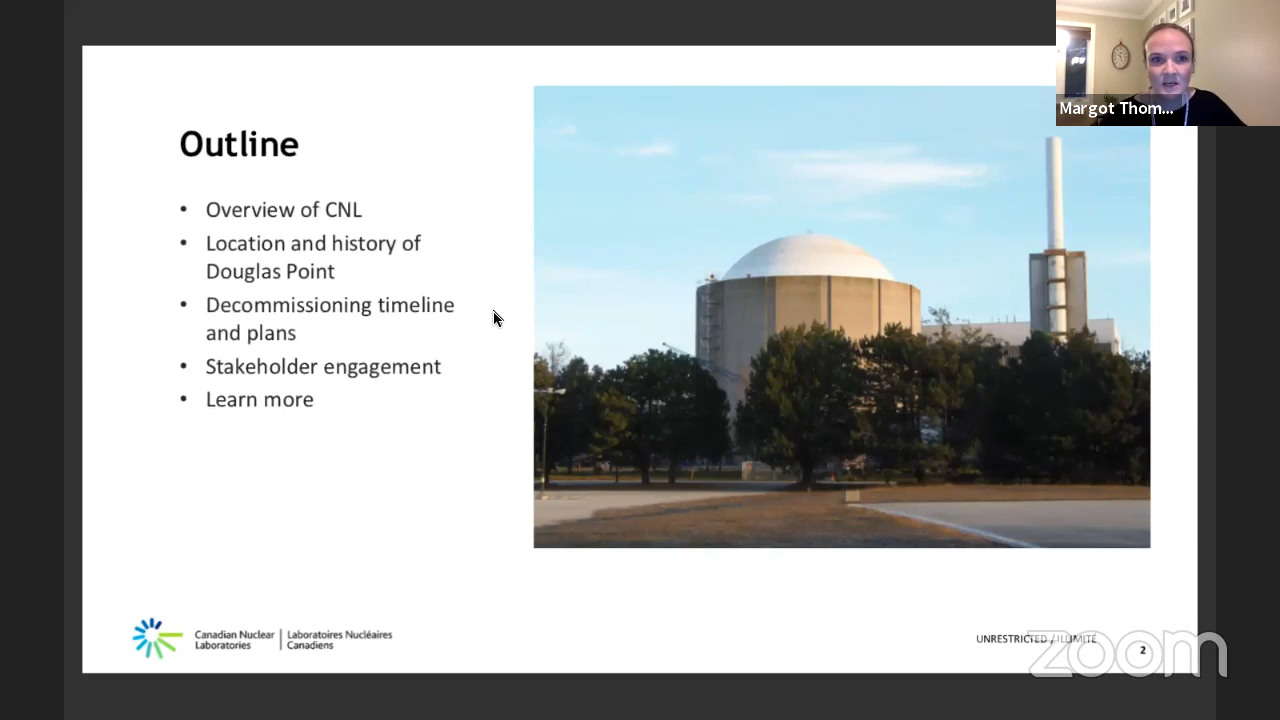 Margot Thom...
Outline
• Overview of CNL
• Location and history of
Douglas Point
• Decommissioning timeline
and plans
• Stakeholder engagement
• Learn more
Canadian Nuclear
Laboratories
Laboratoires Nucléaires
Canadiens
UNRESTRICTED / ILLIMITÉ
2
zoom